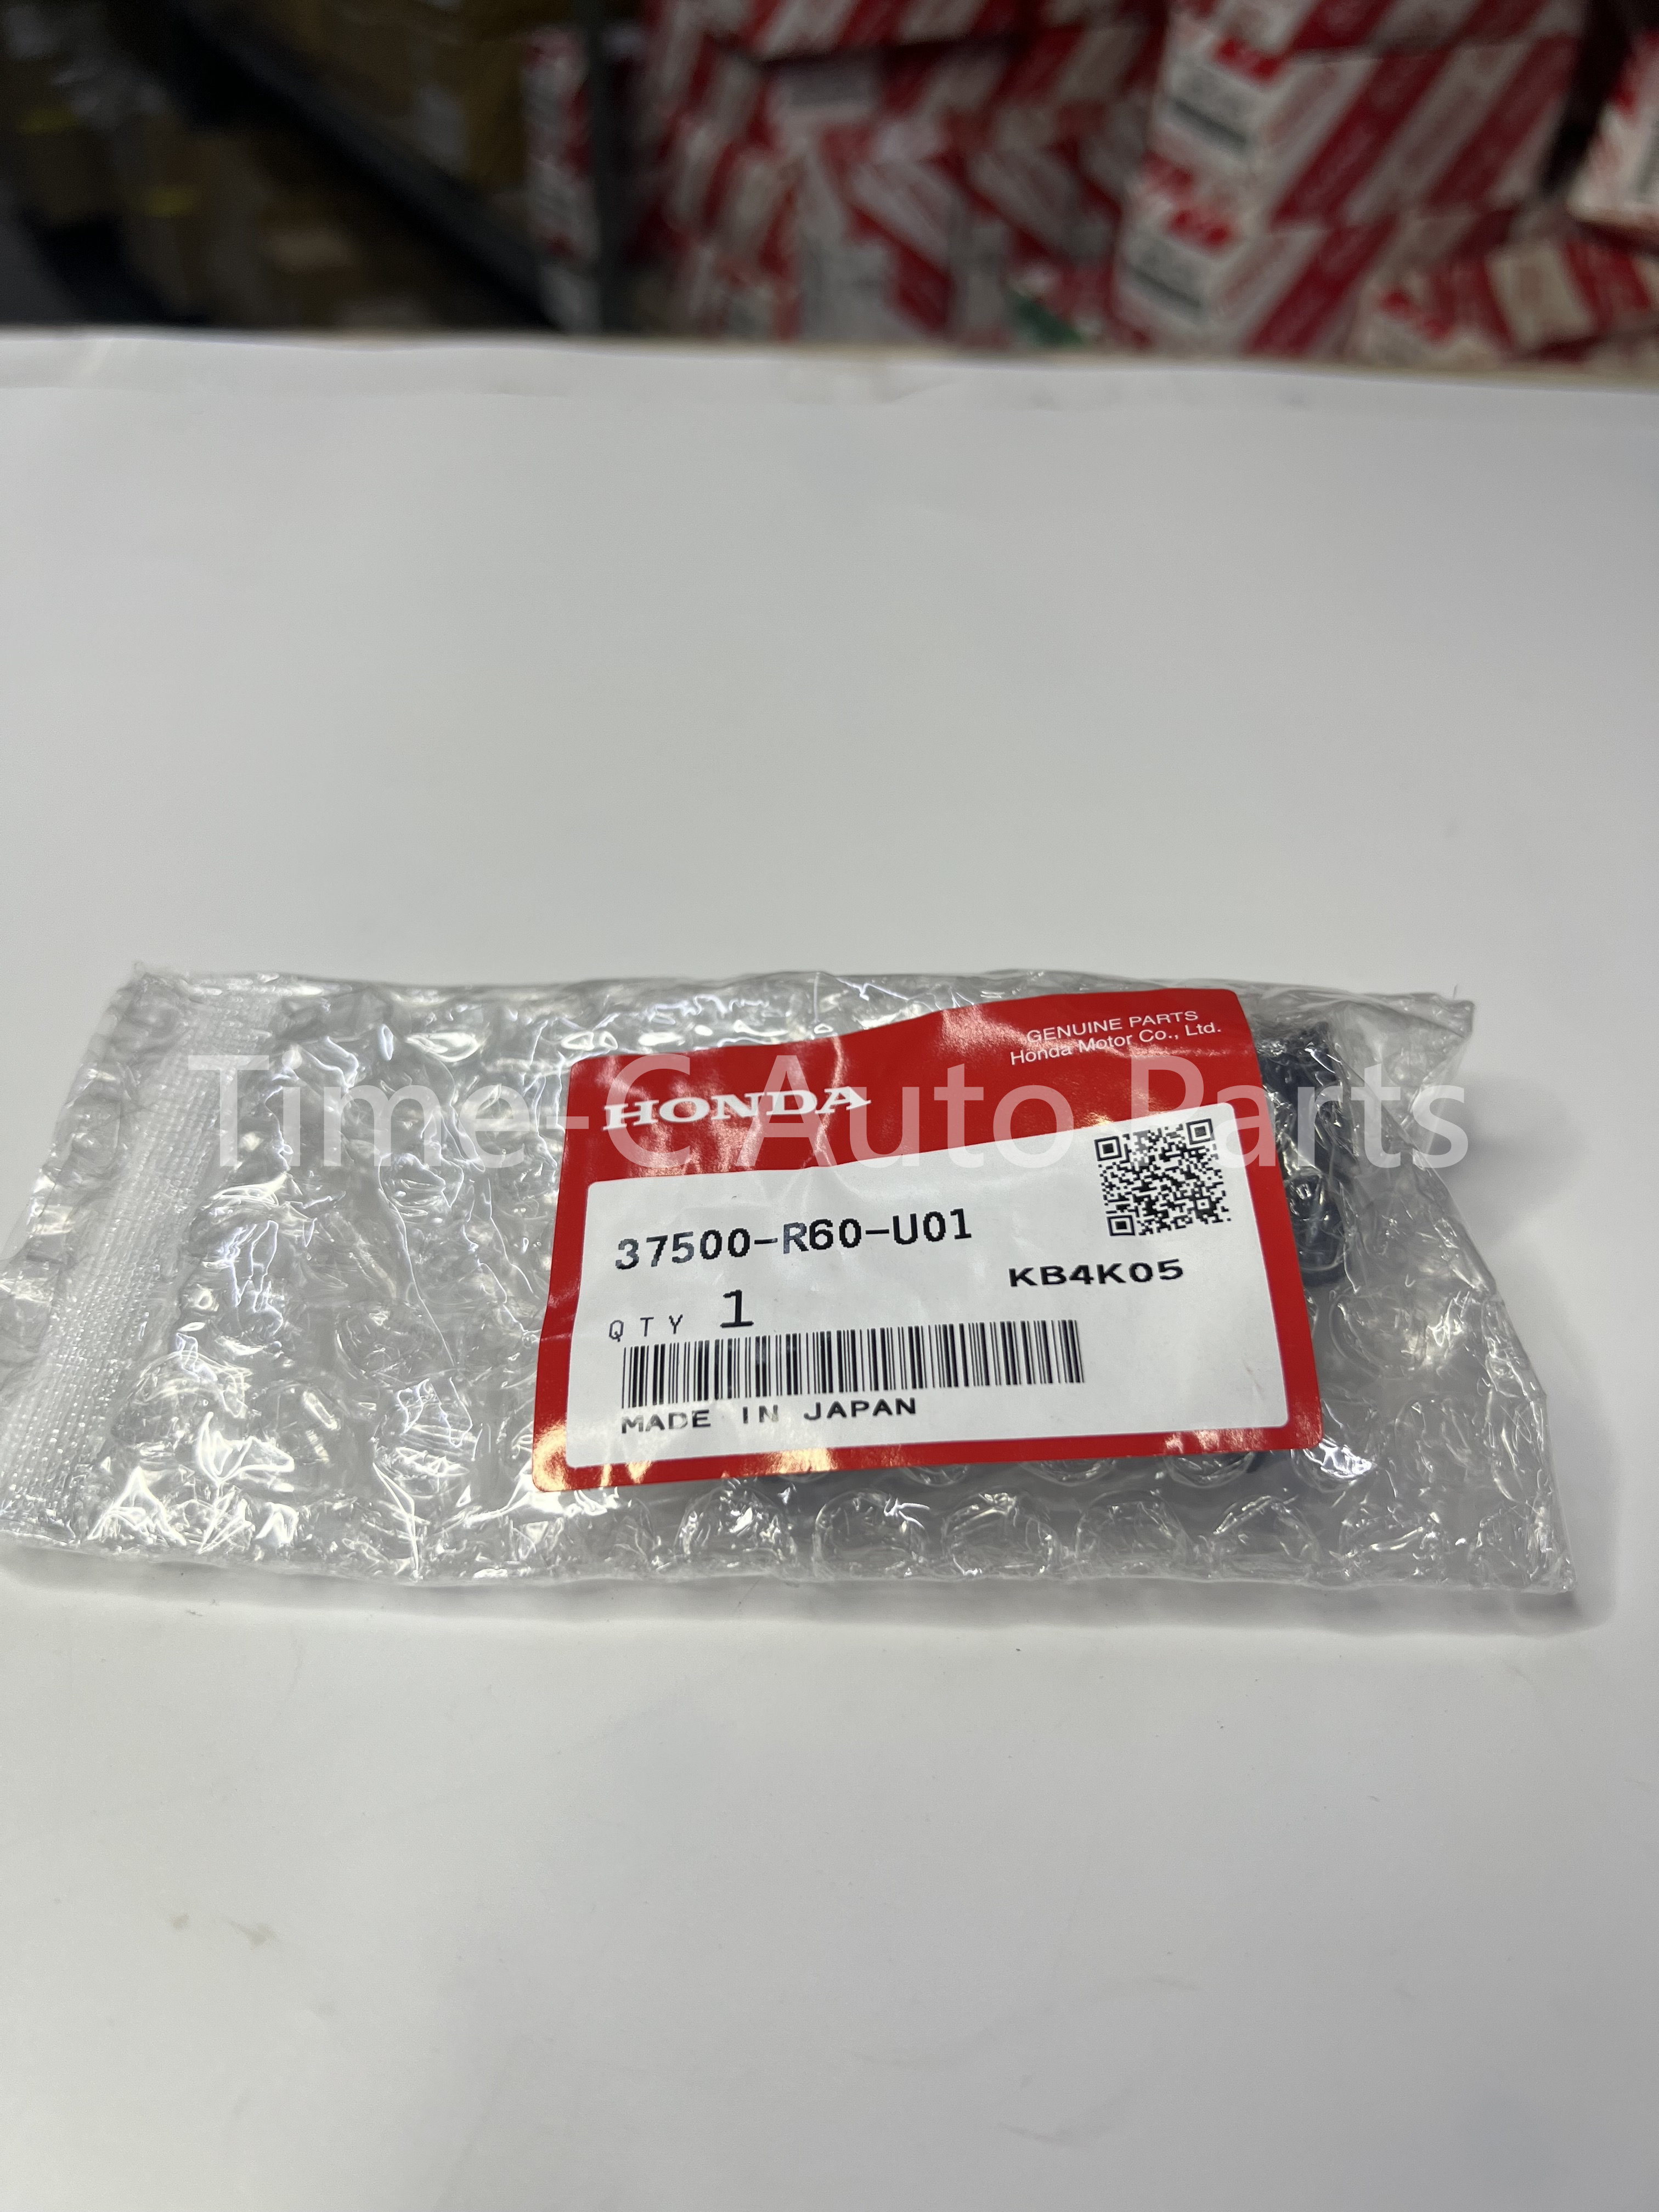 GENUINE PARTS
Honda Motor Co., Ltd.
HONDA
Time-C Auto Parts
37500-R60-U01
KB4K05
QTY 1
MADE IN JAPAN